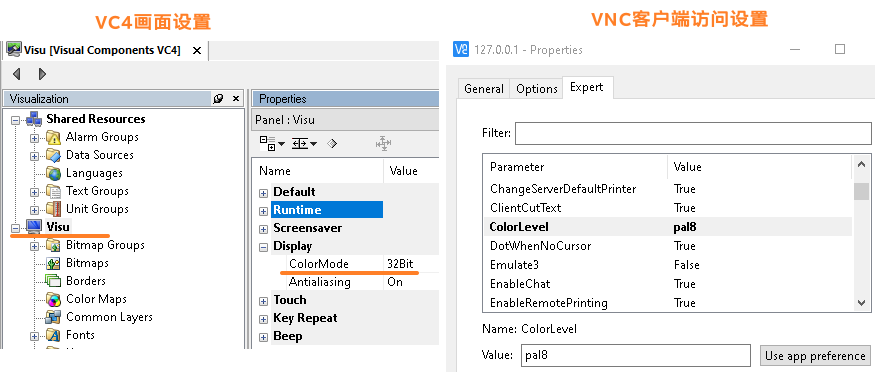 VC4画面设置
VNC客户端访问设置
Visu [Visual Components VC4]
Visualization
Shared Resources
Alarm Groups
Data Sources
Languages
Text Groups
Unit Groups
Visu
Bitmap Groups
Bitmaps
Borders
Color Maps
Common Layers
Fonts
Properties
Panel : Visu
Name Value
Default
Runtime
Screensaver
Display
ColorMode 32Bit
Antialiasing On
Touch
Key Repeat
Beep
127.0.0.1 - Properties
General Options Expert
Filter:
Parameter Value
ChangeServerDefaultPrinter True
ClientCutText True
ColorLevel pal8
DotWhenNoCursor True
Emulate3 False
EnableChat True
EnableRemotePrinting True
Name: ColorLevel
Value: pal8 Use app preference